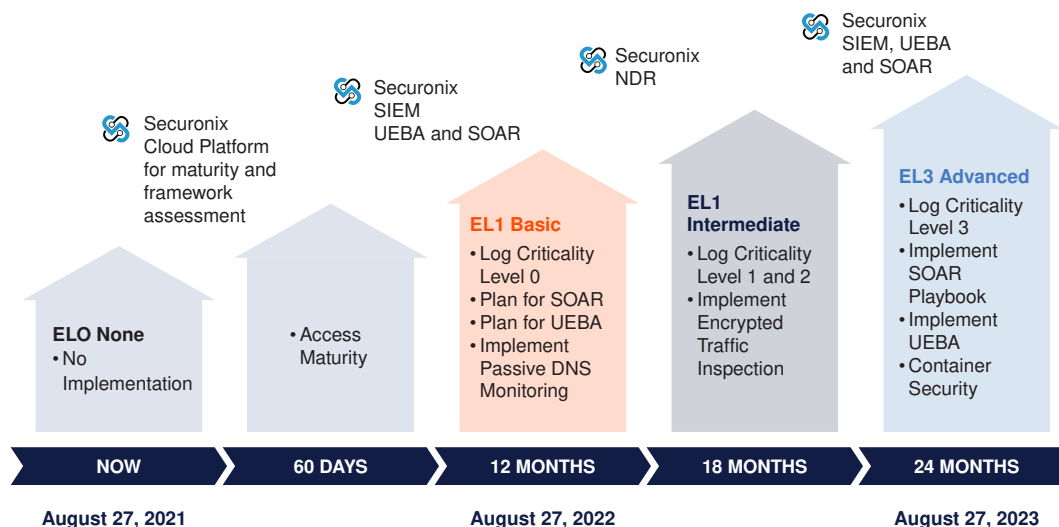 Securonix
Cloud Platform
for maturity and
framework
assessment
Securonix
SIEM
UEBA and SOAR
Securonix
NDR
Securonix
SIEM, UEBA
and SOAR
ELO None
• No
Implementation
• Access
Maturity
EL1 Basic
• Log Criticality
Level 0
• Plan for SOAR
• Plan for UEBA
• Implement
Passive DNS
Monitoring
EL1
Intermediate
• Log Criticality
Level 1 and 2
• Implement
Encrypted
Traffic
Inspection
EL3 Advanced
• Log Criticality
Level 3
• Implement
SOAR
Playbook
• Implement
UEBA
• Container
Security
NOW
60 DAYS
12 MONTHS
18 MONTHS
24 MONTHS
August 27, 2021
August 27, 2022
August 27, 2023